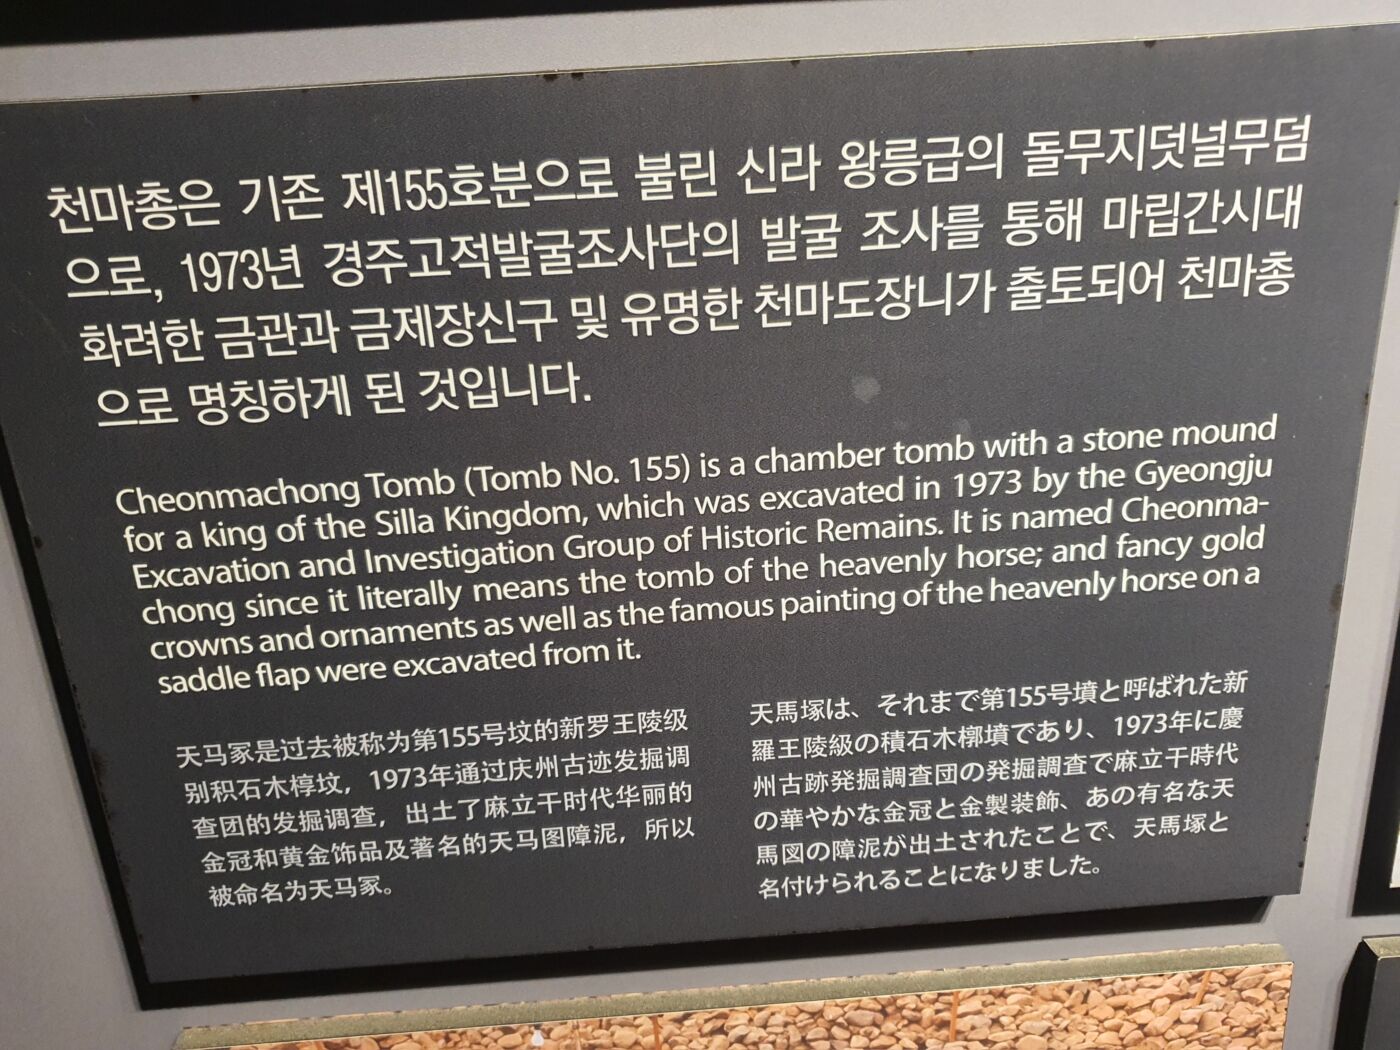 천마총은 기존 제155호분으로 불린 신라 왕릉급의 돌무지덧널무덤
으로, 1973년 경주고적발굴조사단의 발굴 조사를 통해 마립간시대
화려한 금관과 금제장신구 및 유명한 천마도장니가 출토되어 천마총
으로 명칭하게 된 것입니다.
Cheonmachong Tomb (Tomb No. 155) is a chamber tomb with a stone mound
for a king of the Silla Kingdom, which was excavated in 1973 by the Gyeongju
Excavation and Investigation Group of Historic Remains. It is named Cheonma-
chong since it literally means the tomb of the heavenly horse; and fancy gold
crowns and ornaments as well as the famous painting of the heavenly horse on a
saddle flap were excavated from it.
天马冢是过去被称为第155号坟的新罗王陵级
别积石木椁坟，1973年通过庆州古迹发掘调
查团的发掘调查，出土了麻立干时代华丽的
金冠和黄金饰品及著名的天马图障泥，所以
被命名为天马冢。
天馬塚は、それまで第155号墳と呼ばれた新
羅王陵級の積石木槨墳であり、1973年に慶
州古跡発掘調査団の発掘調査で麻立干時代
の華やかな金冠と金製装飾、あの有名な天
馬図の障泥が出土されたことで、天馬塚と
名付けられることになりました。